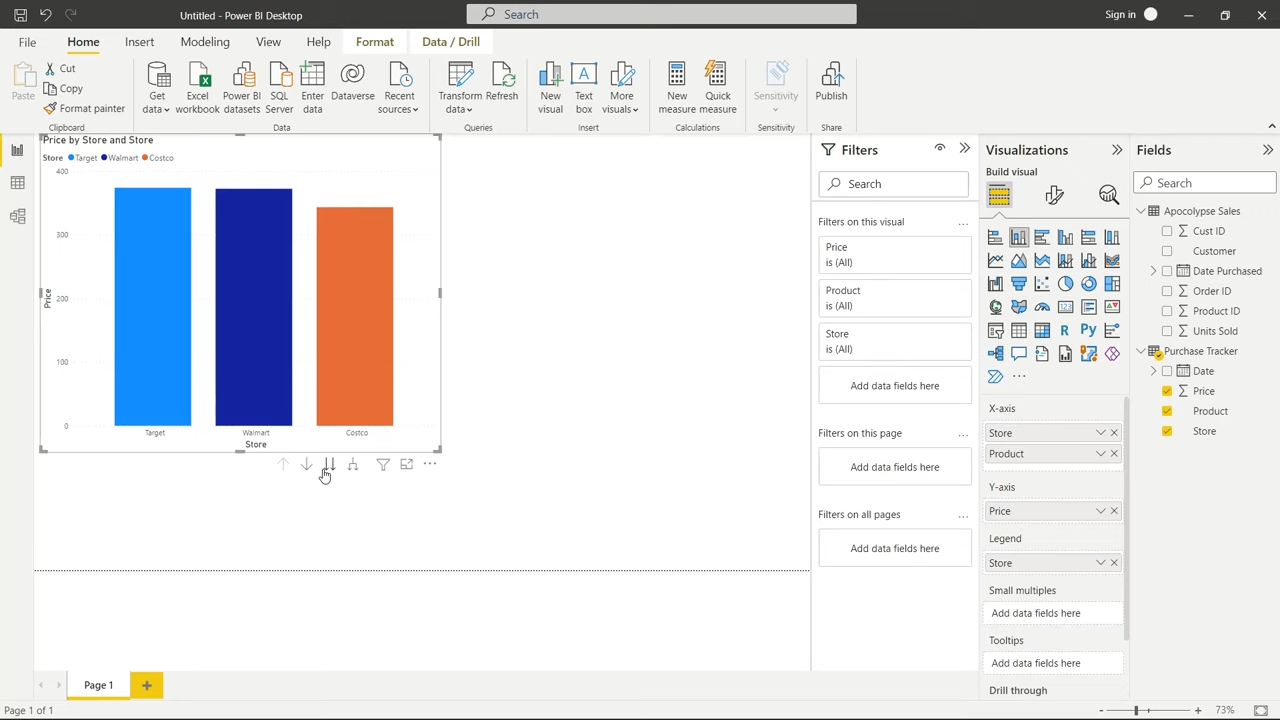 Untitled - Power BI Desktop
Search
Sign in
File Home Insert Modeling View Help Format Data / Drill
Paste
Cut
Copy
Format painter
Clipboard
Get data
Excel workbook
Power BI datasets
SQL Server
Enter data
Dataverse
Recent sources
Data
Transform data
Refresh
Queries
New visual
Text box
More visuals
Insert
New measure
Quick measure
Calculations
Sensitivity
Sensitivity
Publish
Share
Price by Store and Store
Store Target Walmart Costco
400
300
200
100
0
Price
Target Walmart Costco
Store
Filters
Search
Filters on this visual
Price
is (All)
Product
is (All)
Store
is (All)
Add data fields here
Filters on this page
Add data fields here
Filters on all pages
Add data fields here
Visualizations
Build visual
R
Py
123
X-axis
Store
Product
Y-axis
Price
Legend
Store
Small multiples
Add data fields here
Tooltips
Add data fields here
Drill through
Fields
Search
Apocolypse Sales
Cust ID
Customer
Date Purchased
Order ID
Product ID
Units Sold
Purchase Tracker
Date
Price
Product
Store
Page 1
Page 1 of 1
73%